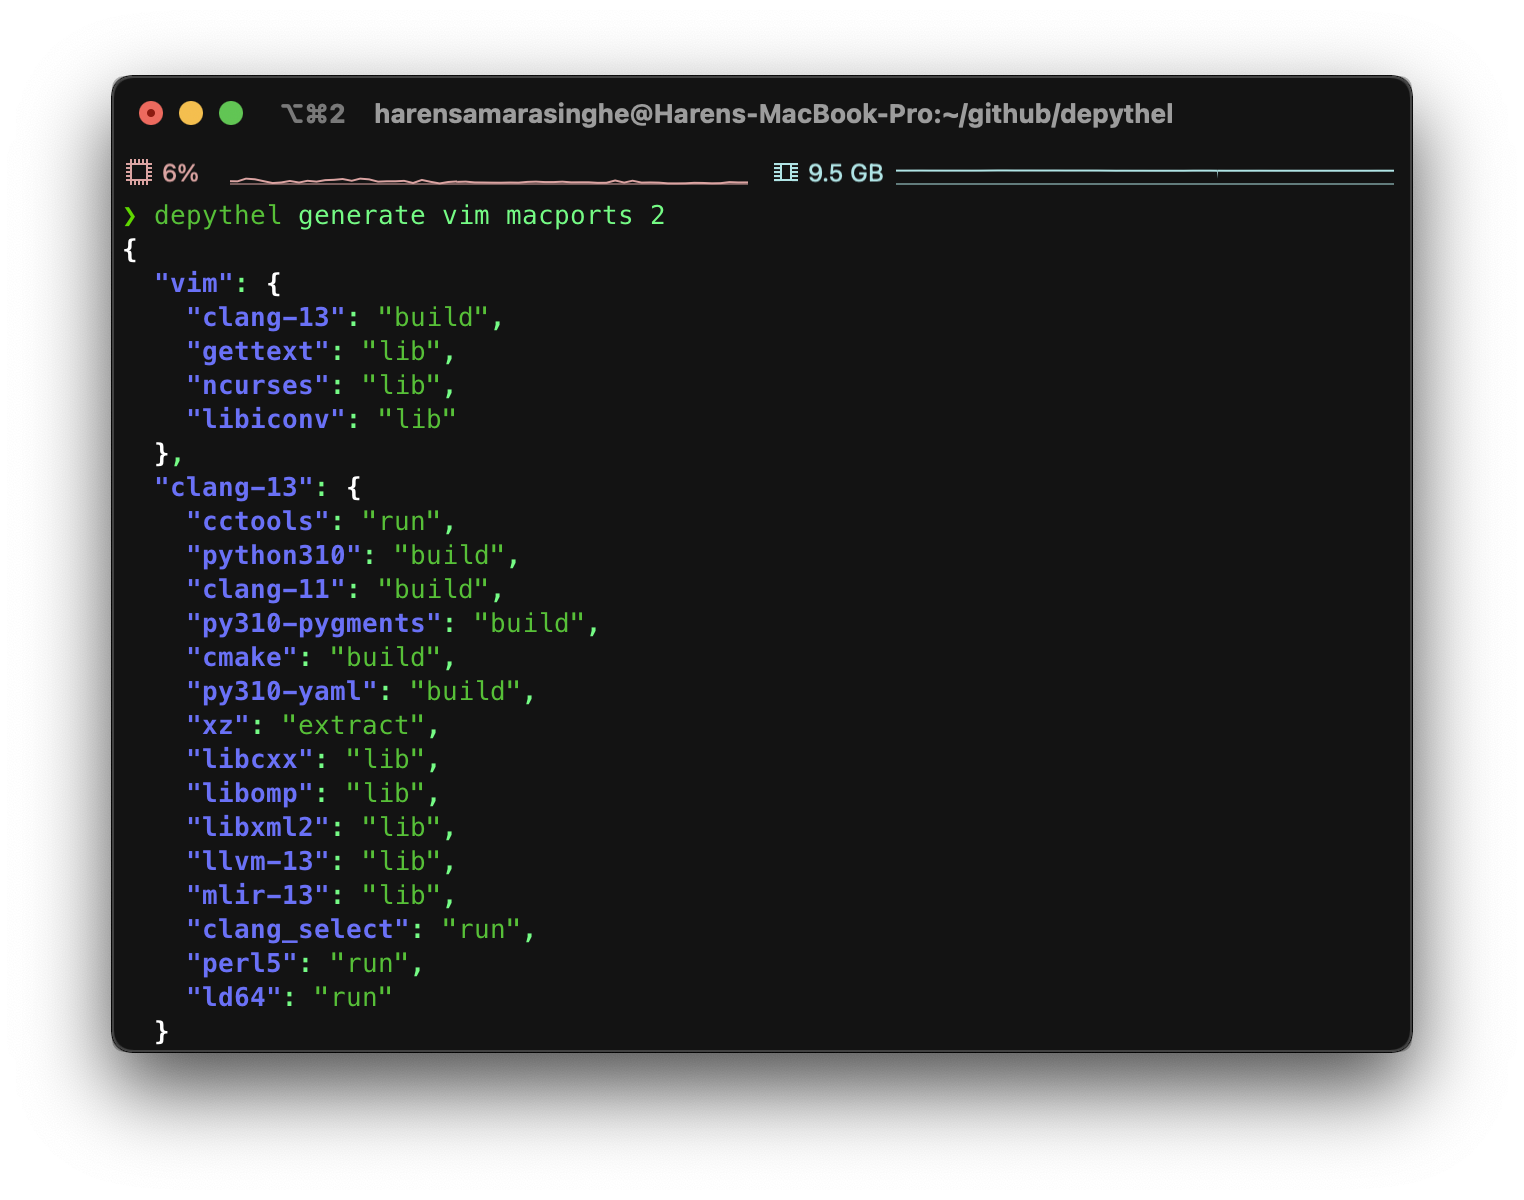 ⌥⌘2 harensamarasinghe@Harens-MacBook-Pro:~/github/depythel
6% 9.5 GB
❯ depythel generate vim macports 2
{
  "vim": {
    "clang-13": "build",
    "gettext": "lib",
    "ncurses": "lib",
    "libiconv": "lib"
  },
  "clang-13": {
    "cctools": "run",
    "python310": "build",
    "clang-11": "build",
    "py310-pygments": "build",
    "cmake": "build",
    "py310-yaml": "build",
    "xz": "extract",
    "libcxx": "lib",
    "libomp": "lib",
    "libxml2": "lib",
    "llvm-13": "lib",
    "mlir-13": "lib",
    "clang_select": "run",
    "perl5": "run",
    "ld64": "run"
  }